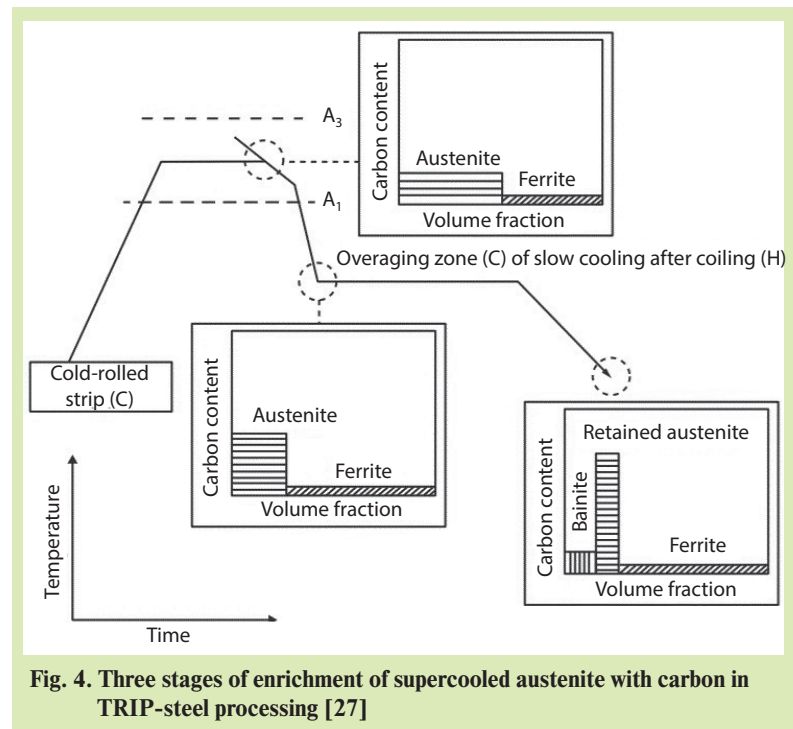 Carbon content
Austenite
Ferrite
Volume fraction
A₃
A₁
Overaging zone (C) of slow cooling after coiling (H)
Cold-rolled
strip (C)
Carbon content
Austenite
Ferrite
Volume fraction
Carbon content
Retained austenite
Bainite
Ferrite
Volume fraction
Temperature
Time
Fig. 4. Three stages of enrichment of supercooled austenite with carbon in
TRIP-steel processing [27]